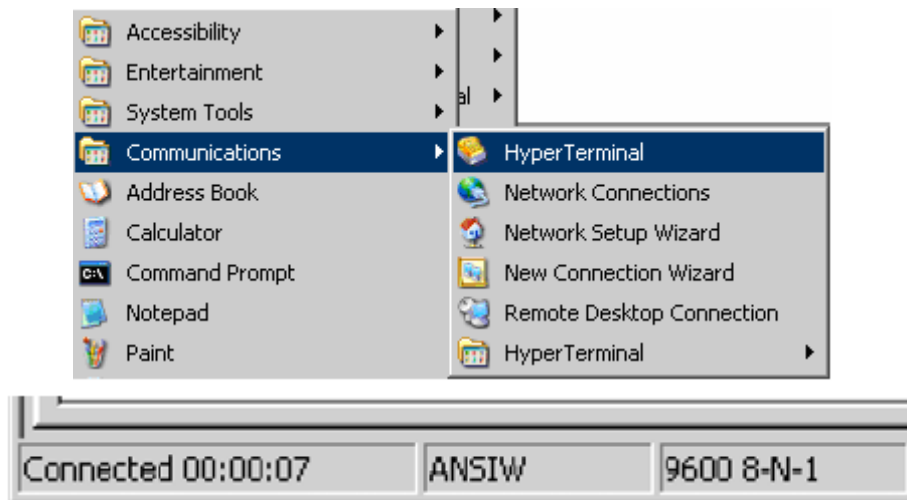 Accessibility
Entertainment
System Tools
al
Communications
HyperTerminal
Address Book
Network Connections
Calculator
Network Setup Wizard
C:\
Command Prompt
New Connection Wizard
Notepad
Remote Desktop Connection
Paint
HyperTerminal
Connected 00:00:07
ANSIW
9600 8-N-1